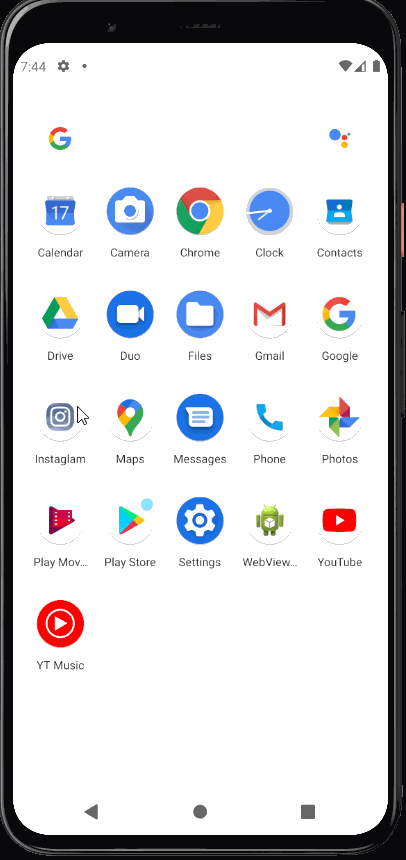 7:44
17
Calendar Camera Chrome Clock Contacts
Drive Duo Files Gmail Google
Instaglam Maps Messages Phone Photos
Play Mov... Play Store Settings WebView... YouTube
YT Music